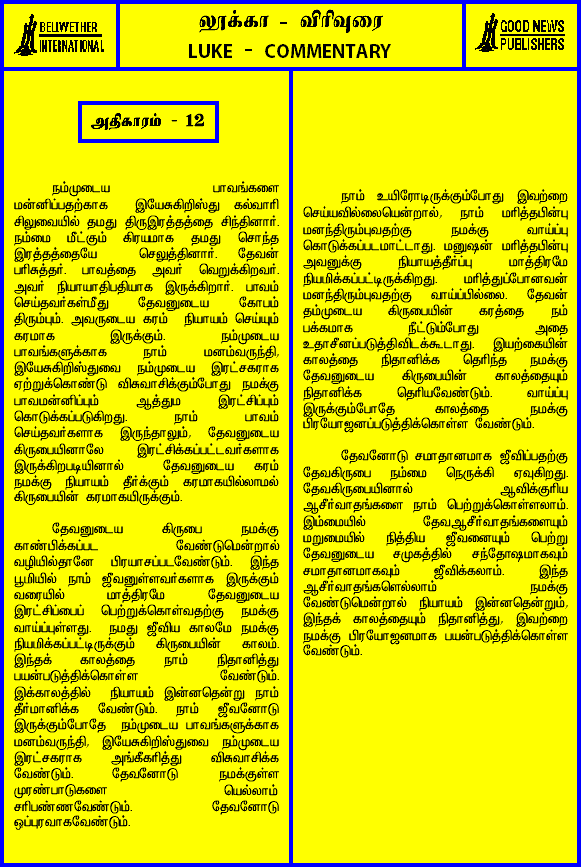 BELLWETHER
INTERNATIONAL
லூக்கா - விரிவுரை
LUKE - COMMENTARY
GOOD NEWS
PUBLISHERS
அதிகாரம் - 12
நம்முடைய பாவங்களை
மன்னிப்பதற்காக இயேசுகிறிஸ்து கல்வாரி
சிலுவையில் தமது திருஇரத்தத்தை சிந்தினார்.
நம்மை மீட்கும் கிரயமாக தமது சொந்த
இரத்தத்தையே செலுத்தினார். தேவன்
பரிசுத்தர். பாவத்தை அவர் வெறுக்கிறவர்.
அவர் நியாயாதிபதியாக இருக்கிறார். பாவம்
செய்தவர்கள்மீது தேவனுடைய கோபம்
திரும்பும். அவருடைய கரம் நியாயம் செய்யும்
கரமாக இருக்கும். நம்முடைய
பாவங்களுக்காக நாம் மனம்வருந்தி,
இயேசுகிறிஸ்துவை நம்முடைய இரட்சகராக
ஏற்றுக்கொண்டு விசுவாசிக்கும்போது நமக்கு
பாவமன்னிப்பும் ஆத்தும இரட்சிப்பும்
கொடுக்கப்படுகிறது. நாம் பாவம்
செய்தவர்களாக இருந்தாலும், தேவனுடைய
கிருபையினாலே இரட்சிக்கப்பட்டவர்களாக
இருக்கிறபடியினால் தேவனுடைய கரம்
நமக்கு நியாயம் தீர்க்கும் கரமாகயில்லாமல்
கிருபையின் கரமாகயிருக்கும்.
தேவனுடைய கிருபை நமக்கு
காண்பிக்கப்பட வேண்டுமென்றால்
வழியில்தானே பிரயாசப்படவேண்டும். இந்த
பூமியில் நாம் ஜீவனுள்ளவர்களாக இருக்கும்
வரையில் மாத்திரமே தேவனுடைய
இரட்சிப்பைப் பெற்றுக்கொள்வதற்கு நமக்கு
வாய்ப்புள்ளது. நமது ஜீவிய காலமே நமக்கு
நியமிக்கப்பட்டிருக்கும் கிருபையின் காலம்.
இந்தக் காலத்தை நாம் நிதானித்து
பயன்படுத்திக்கொள்ள வேண்டும்.
இக்காலத்தில் நியாயம் இன்னதென்று நாம்
தீர்மானிக்க வேண்டும். நாம் ஜீவனோடு
இருக்கும்போதே நம்முடைய பாவங்களுக்காக
மனம்வருந்தி, இயேசுகிறிஸ்துவை நம்முடைய
இரட்சகராக அங்கீகரித்து விசுவாசிக்க
வேண்டும். தேவனோடு நமக்குள்ள
முரண்பாடுகளை யெல்லாம்
சரிபண்ணவேண்டும். தேவனோடு
ஒப்புரவாகவேண்டும்.
நாம் உயிரோடிருக்கும்போது இவற்றை
செய்யவில்லையென்றால், நாம் மரித்தபின்பு
மனந்திரும்புவதற்கு நமக்கு வாய்ப்பு
கொடுக்கப்படமாட்டாது. மனுஷன் மரித்தபின்பு
அவனுக்கு நியாயத்தீர்ப்பு மாத்திரமே
நியமிக்கப்பட்டிருக்கிறது. மரித்துப்போனவன்
மனந்திரும்புவதற்கு வாய்ப்பில்லை. தேவன்
தம்முடைய கிருபையின் கரத்தை நம்
பக்கமாக நீட்டும்போது அதை
உதாசீனப்படுத்திவிடக்கூடாது. இயற்கையின்
காலத்தை நிதானிக்க தெரிந்த நமக்கு
தேவனுடைய கிருபையின் காலத்தையும்
நிதானிக்க தெரியவேண்டும். வாய்ப்பு
இருக்கும்போதே காலத்தை நமக்கு
பிரயோஜனப்படுத்திக்கொள்ள வேண்டும்.
தேவனோடு சமாதானமாக ஜீவிப்பதற்கு
தேவகிருபை நம்மை நெருக்கி ஏவுகிறது.
தேவகிருபையினால் ஆவிக்குரிய
ஆசீர்வாதங்களை நாம் பெற்றுக்கொள்ளலாம்.
இம்மையில் தேவஆசீர்வாதங்களையும்
மறுமையில் நித்திய ஜீவனையும் பெற்று
தேவனுடைய சமுகத்தில் சந்தோஷமாகவும்
சமாதானமாகவும் ஜீவிக்கலாம். இந்த
ஆசீர்வாதங்களெல்லாம் நமக்கு
வேண்டுமென்றால் நியாயம் இன்னதென்றும்,
இந்தக் காலத்தையும் நிதானித்து, இவற்றை
நமக்கு பிரயோஜனமாக பயன்படுத்திக்கொள்ள
வேண்டும்.